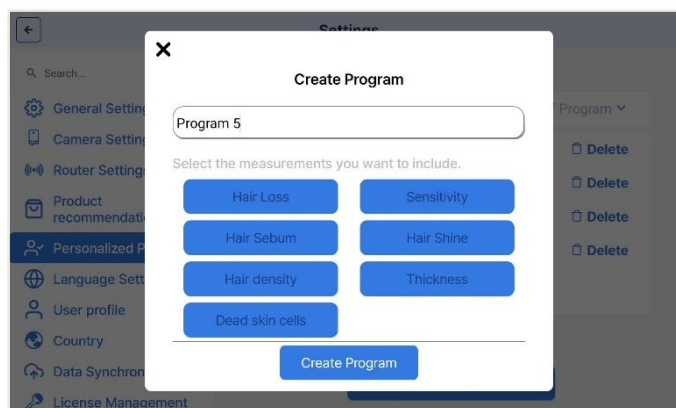 Settings
Search...
Create Program
Program 5
Select the measurements you want to include.
Hair Loss
Sensitivity
Hair Sebum
Hair Shine
Hair density
Thickness
Dead skin cells
Create Program
General Setting
Camera Setting
Router Setting
Product
recommendati
Personalized P
Language Sett
User profile
Country
Data Synchron
License Management
Program
Delete
Delete
Delete
Delete